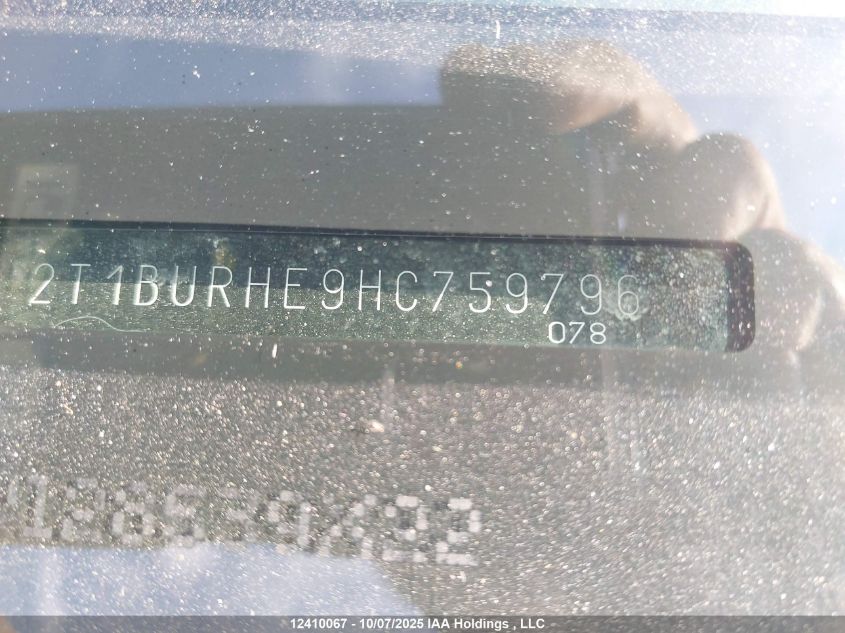 2T1BURHE9HC759796
078
12410067 - 10/07/2025 IAA Holdings , LLC